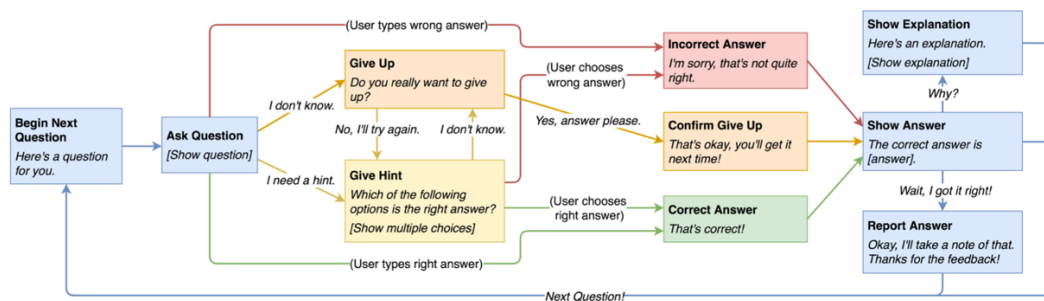 (User types wrong answer)
Show Explanation
Here's an explanation.
[Show explanation]
Incorrect Answer
I'm sorry, that's not quite
right.
Give Up
Do you really want to give
up?
(User chooses
wrong answer)
I don't know.
Why?
Begin Next
Question
Here's a question
for you.
Ask Question
[Show question]
No, I'll try again.
I don't know.
Yes, answer please.
Confirm Give Up
That's okay, you'll get it
next time!
Show Answer
The correct answer is
[answer].
I need a hint.
Give Hint
Which of the following
options is the right answer?
[Show multiple choices]
(User chooses
right answer)
Correct Answer
That's correct!
Wait, I got it right!
Report Answer
Okay, I'll take a note of that.
Thanks for the feedback!
(User types right answer)
Next Question!